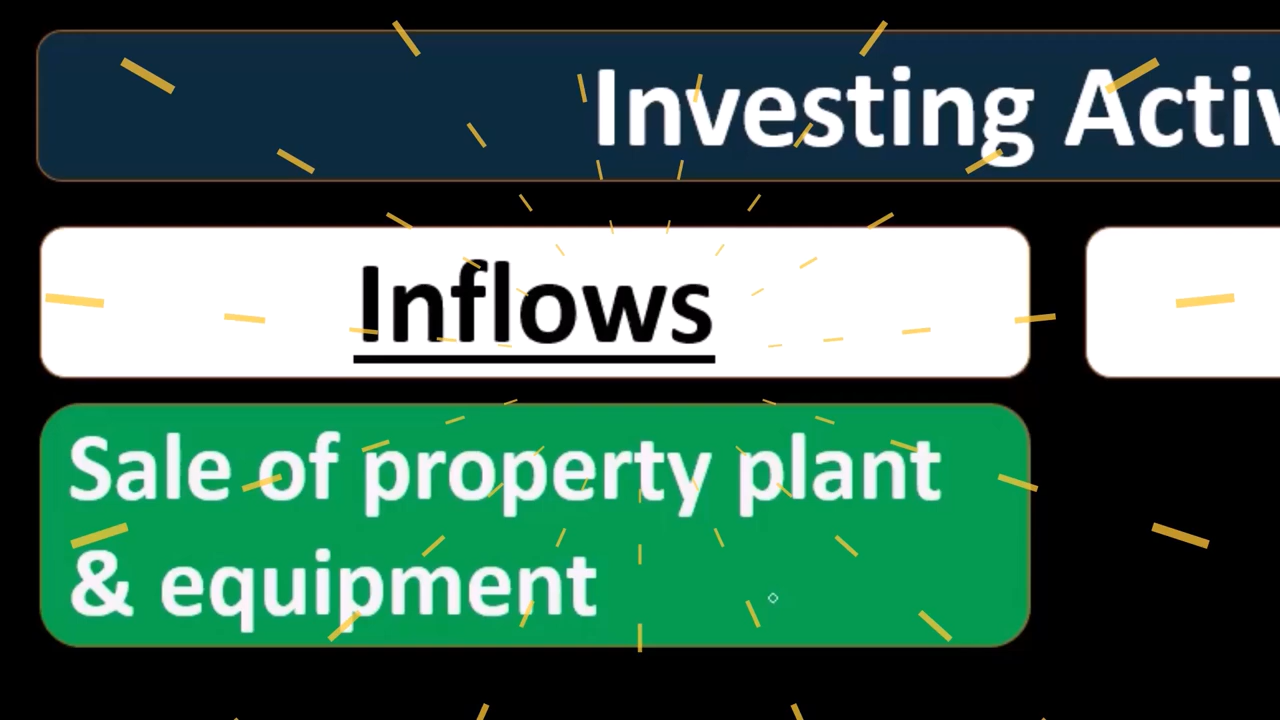 Investing Activ
Inflows
Sale of property plant
& equipment